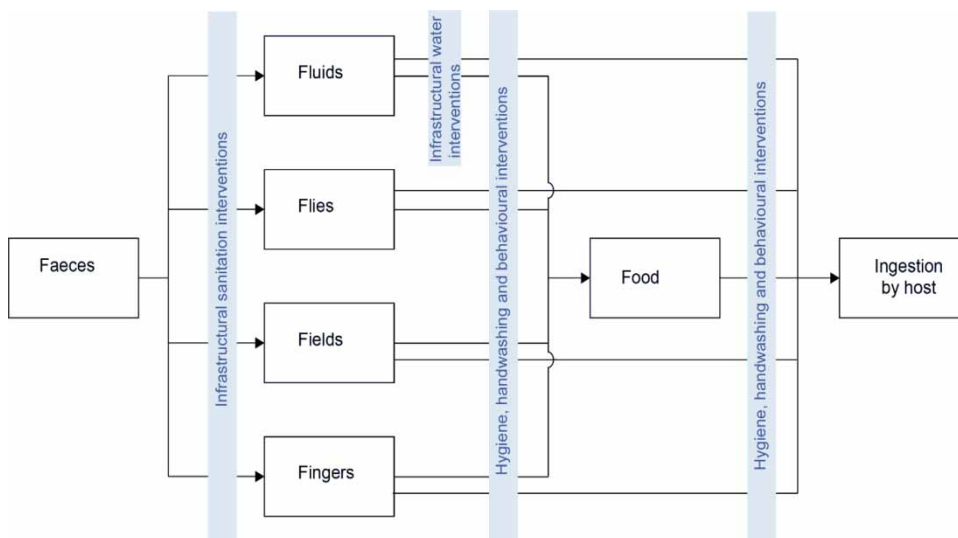 Faeces
Infrastructural sanitation interventions
Fluids
Flies
Fields
Fingers
Infrastructural water
interventions
Hygiene, handwashing and behavioural interventions
Food
Hygiene, handwashing and behavioural interventions
Ingestion
by host